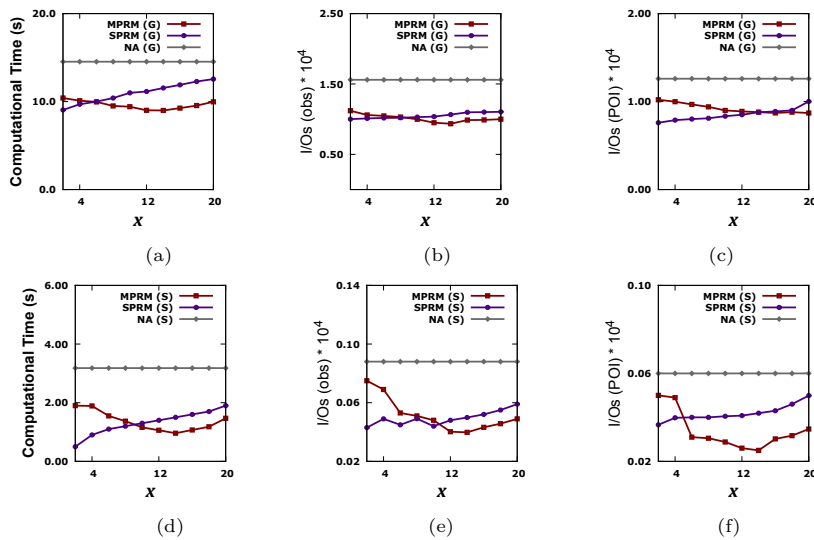 Computational Time (s)
20.0
10.0
0.0
MPRM (G)
SPRM (G)
NA (G)
4
12
20
X
(a)
I/Os (obs) * 10^4
2.50
1.50
0.50
MPRM (G)
SPRM (G)
NA (G)
4
12
20
X
(b)
I/Os (POI) * 10^4
2.00
1.00
0.00
MPRM (G)
SPRM (G)
NA (G)
4
12
20
X
(c)
Computational Time (s)
6.00
4.00
2.00
0.00
MPRM (S)
SPRM (S)
NA (S)
4
12
20
X
(d)
I/Os (obs) * 10^4
0.14
0.10
0.06
0.02
MPRM (S)
SPRM (S)
NA (S)
4
12
20
X
(e)
I/Os (POI) * 10^4
0.10
0.06
0.02
MPRM (S)
SPRM (S)
NA (S)
4
12
20
X
(f)